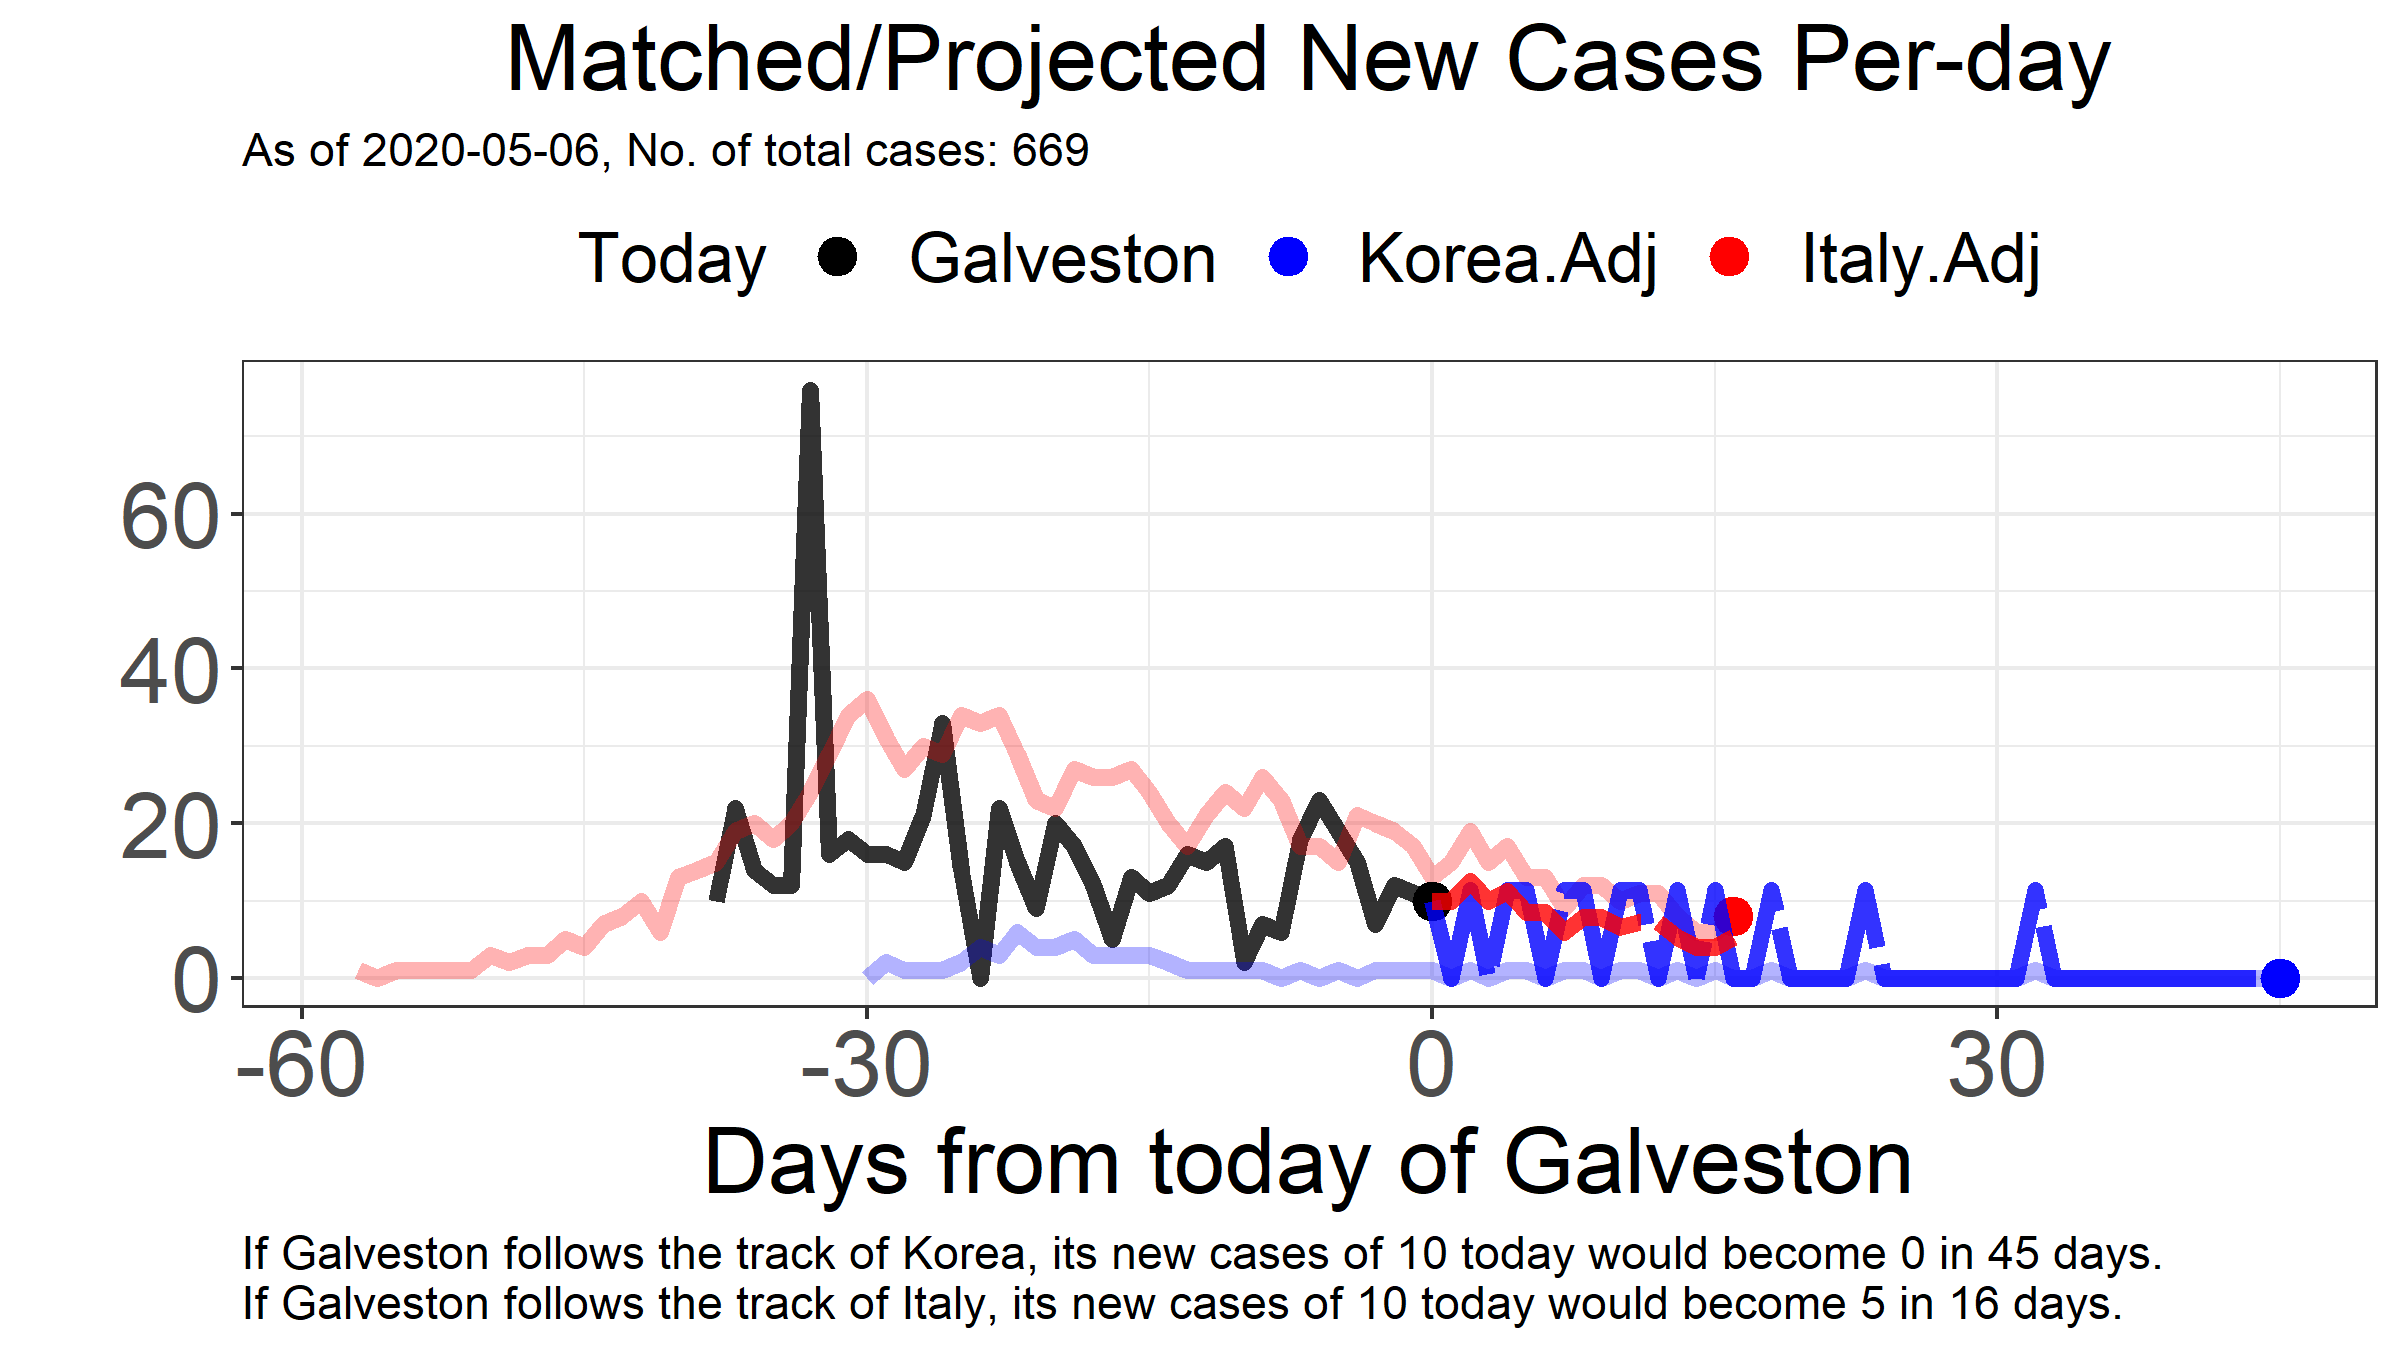 Matched/Projected New Cases Per-day
As of 2020-05-06, No. of total cases: 669
Today Galveston Korea.Adj Italy.Adj
60
40
20
0
-60 -30 0 30
Days from today of Galveston
If Galveston follows the track of Korea, its new cases of 10 today would become 0 in 45 days.
If Galveston follows the track of Italy, its new cases of 10 today would become 5 in 16 days.